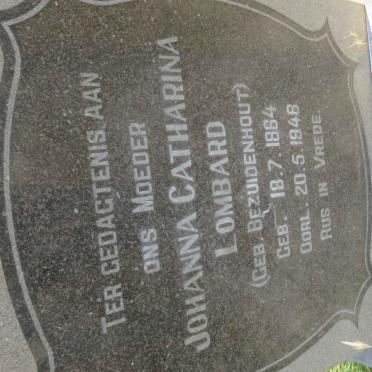 TER GEDAGTENIS AAN
ONS MOEDER
JOHANNA CATHARINA
LOMBARD
(GEB BEZUIDENHOUT)
GEB. 18.7.1864
OORL. 20.5.1948
RUS IN VREDE.